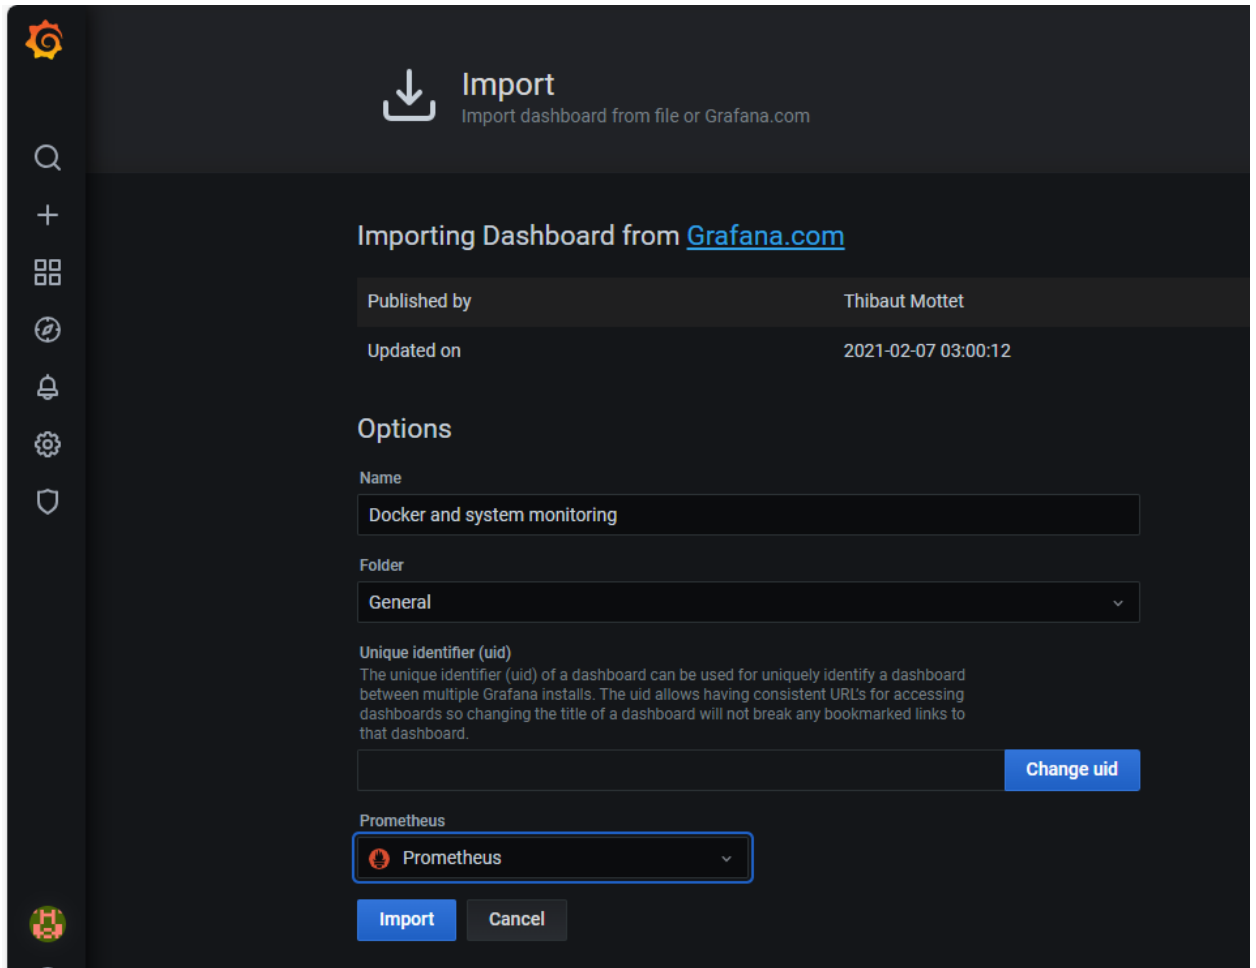 Import
Import dashboard from file or Grafana.com
Importing Dashboard from Grafana.com
Published by Thibaut Mottet
Updated on 2021-02-07 03:00:12
Options
Name
Docker and system monitoring
Folder
General
Unique identifier (uid)
The unique identifier (uid) of a dashboard can be used for uniquely identify a dashboard
between multiple Grafana installs. The uid allows having consistent URL's for accessing
dashboards so changing the title of a dashboard will not break any bookmarked links to
that dashboard.
Change uid
Prometheus
Prometheus
Import Cancel